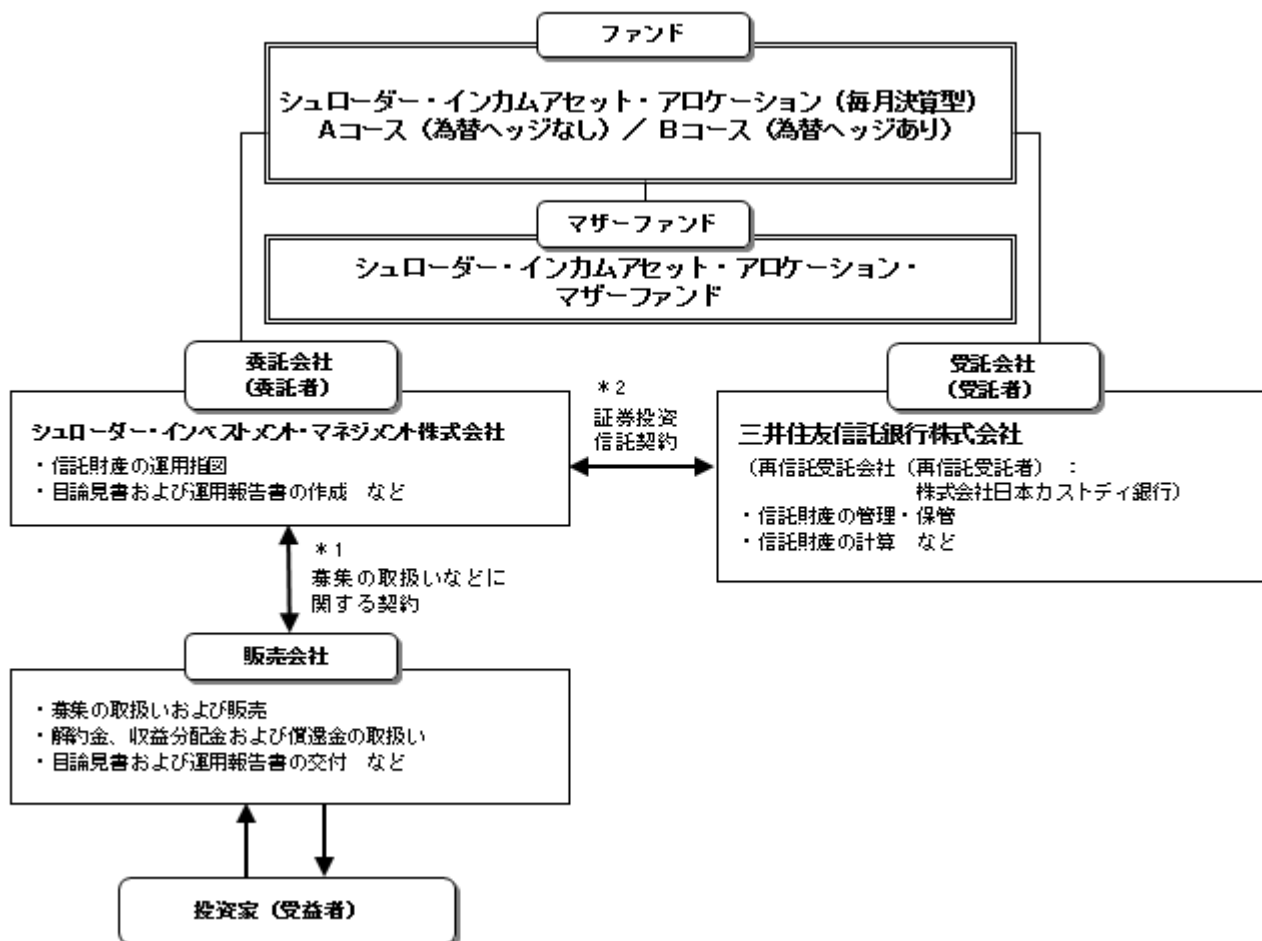 ファンド
シュローダー・インカムアセット・アロケーション（毎月決算型）
Aコース（為替ヘッジなし）／ Bコース（為替ヘッジあり）
マザーファンド
シュローダー・インカムアセット・アロケーション・
マザーファンド
委託会社
（委託者）
シュローダー・インベストメント・マネジメント株式会社
・信託財産の運用指図
・目論見書および運用報告書の作成　など
＊2
証券投資
信託契約
受託会社
（受託者）
三井住友信託銀行株式会社
（再信託受託会社（再信託受託者）：
株式会社日本カストディ銀行）
・信託財産の管理・保管
・信託財産の計算　など
＊1
募集の取扱いなどに
関する契約
販売会社
・募集の取扱いおよび販売
・解約金、収益分配金および償還金の取扱い
・目論見書および運用報告書の交付　など
投資家（受益者）